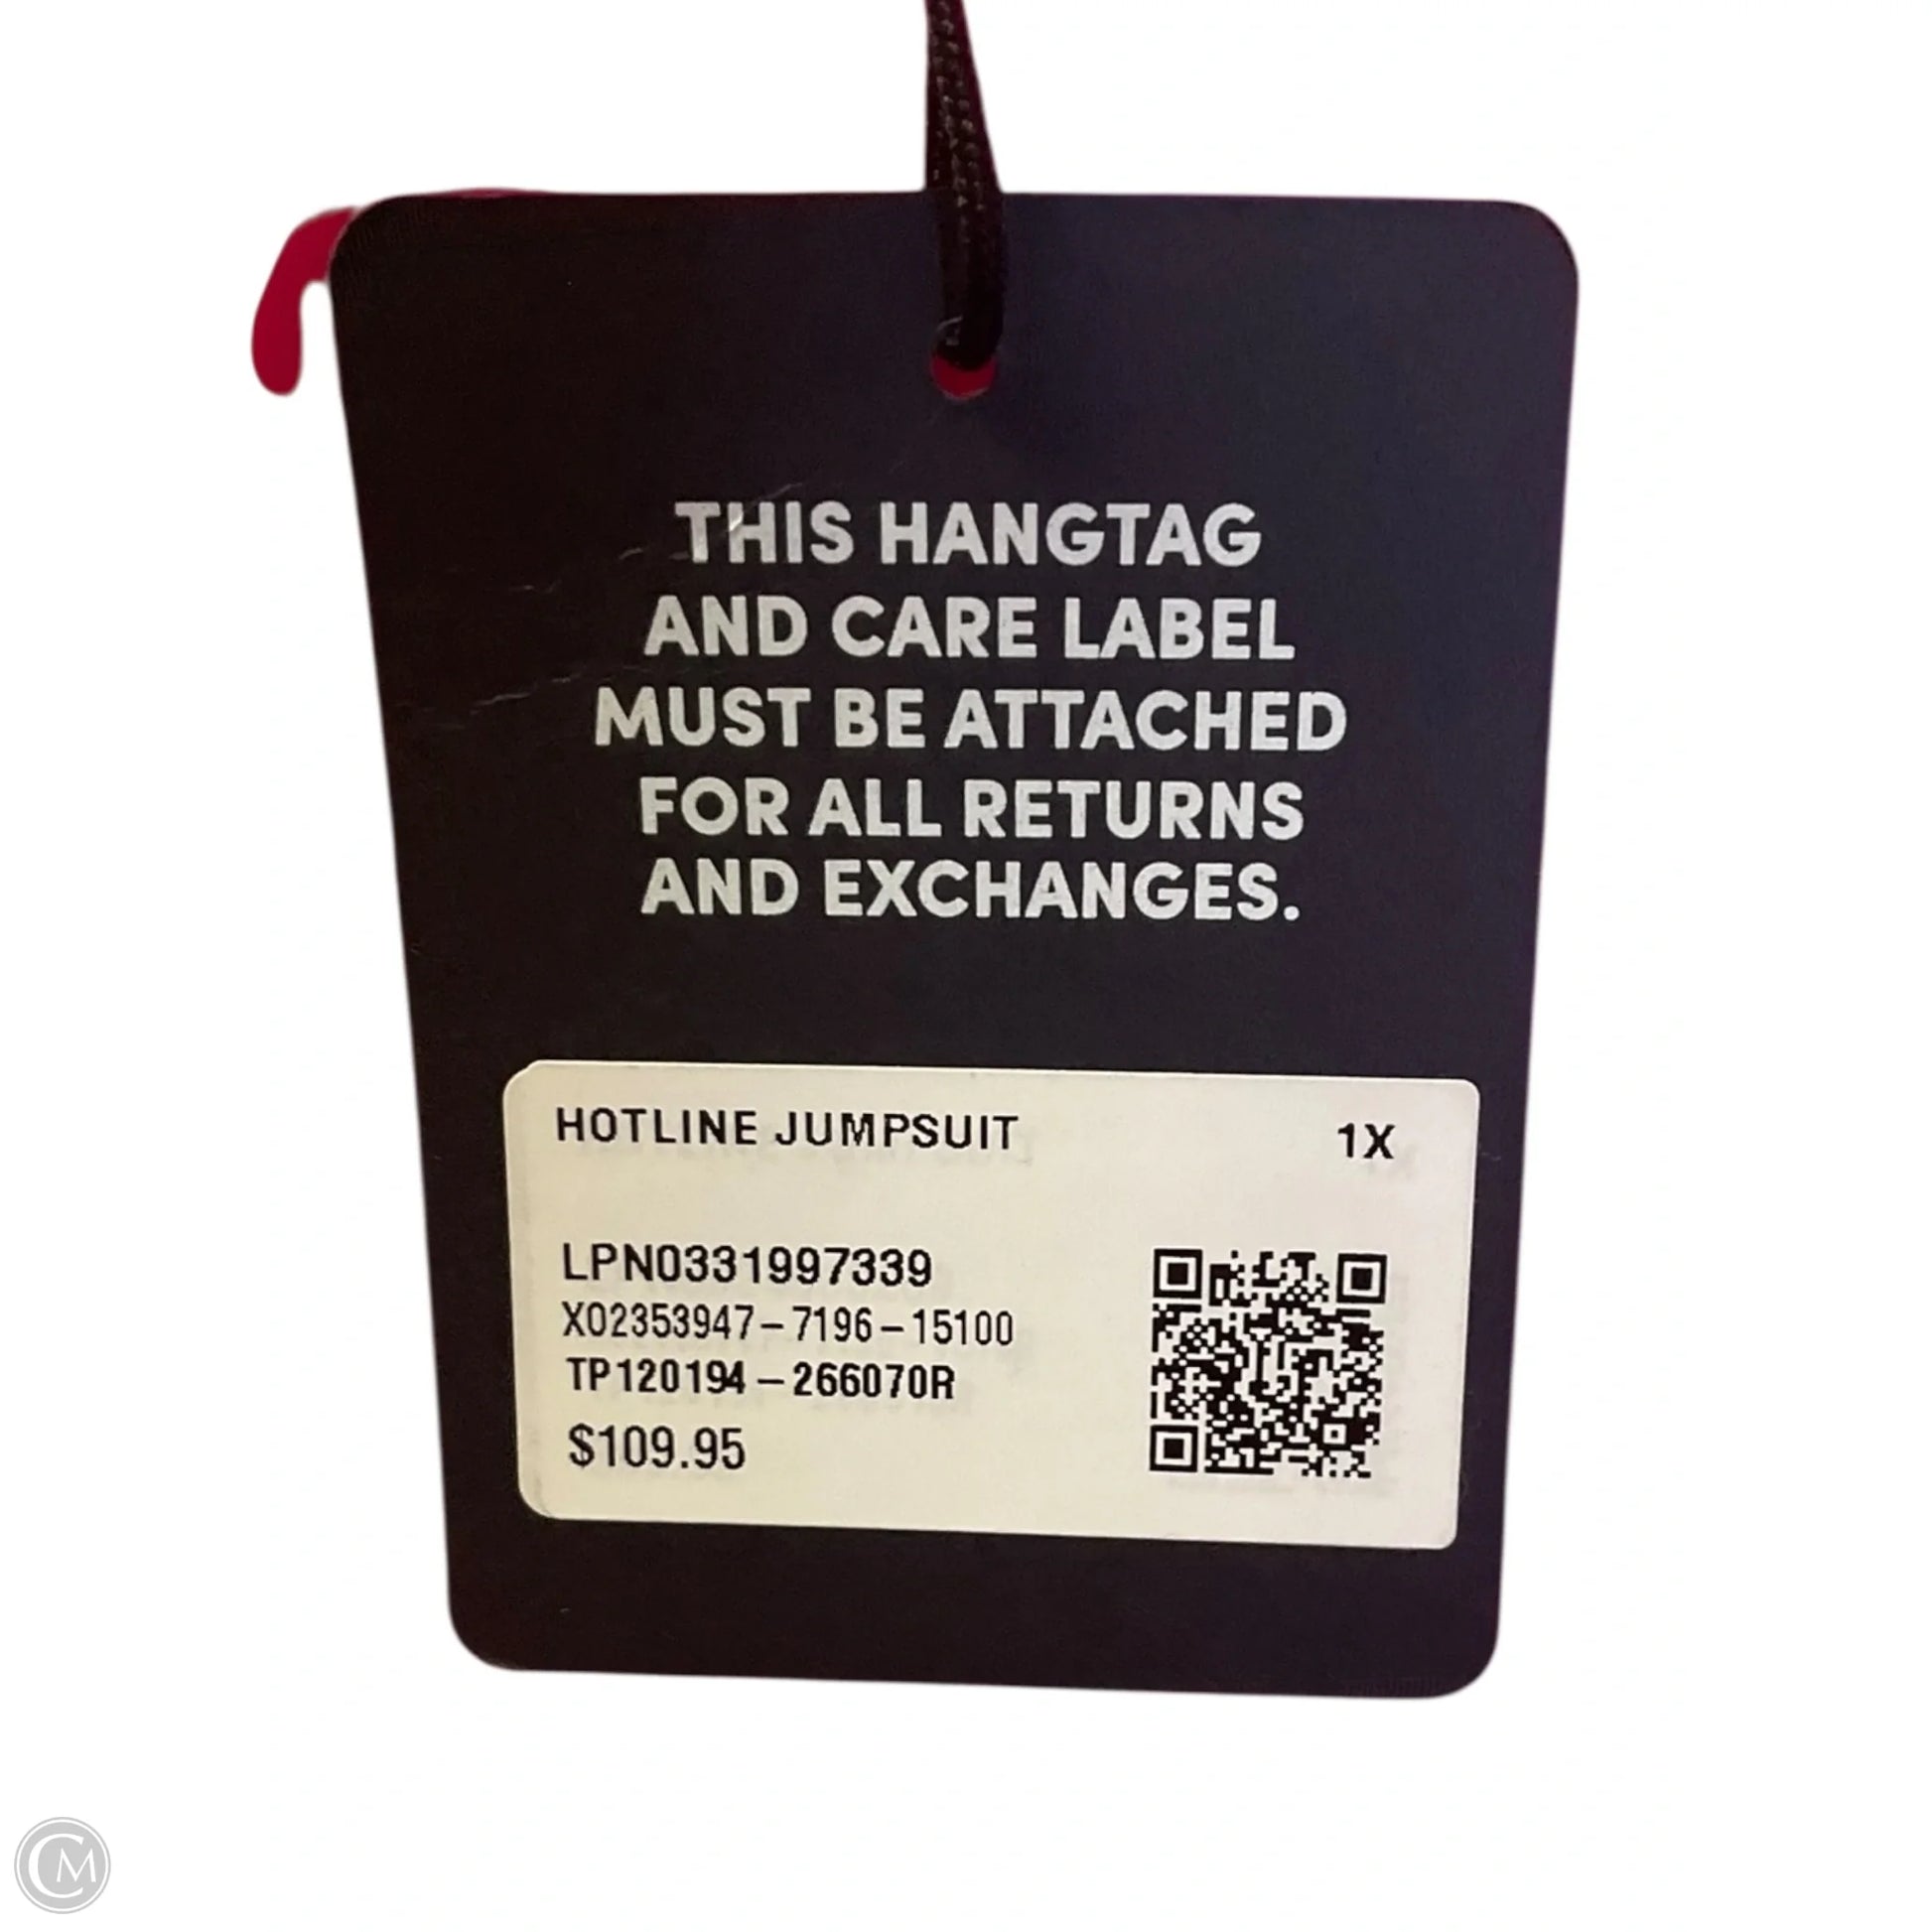 THIS HANGTAG
AND CARE LABEL
MUST BE ATTACHED
FOR ALL RETURNS
AND EXCHANGES.
HOTLINE JUMPSUIT 1X
LPN0331997339
X02353947-7196-15100
TP120194-266070R
$109.95
CM